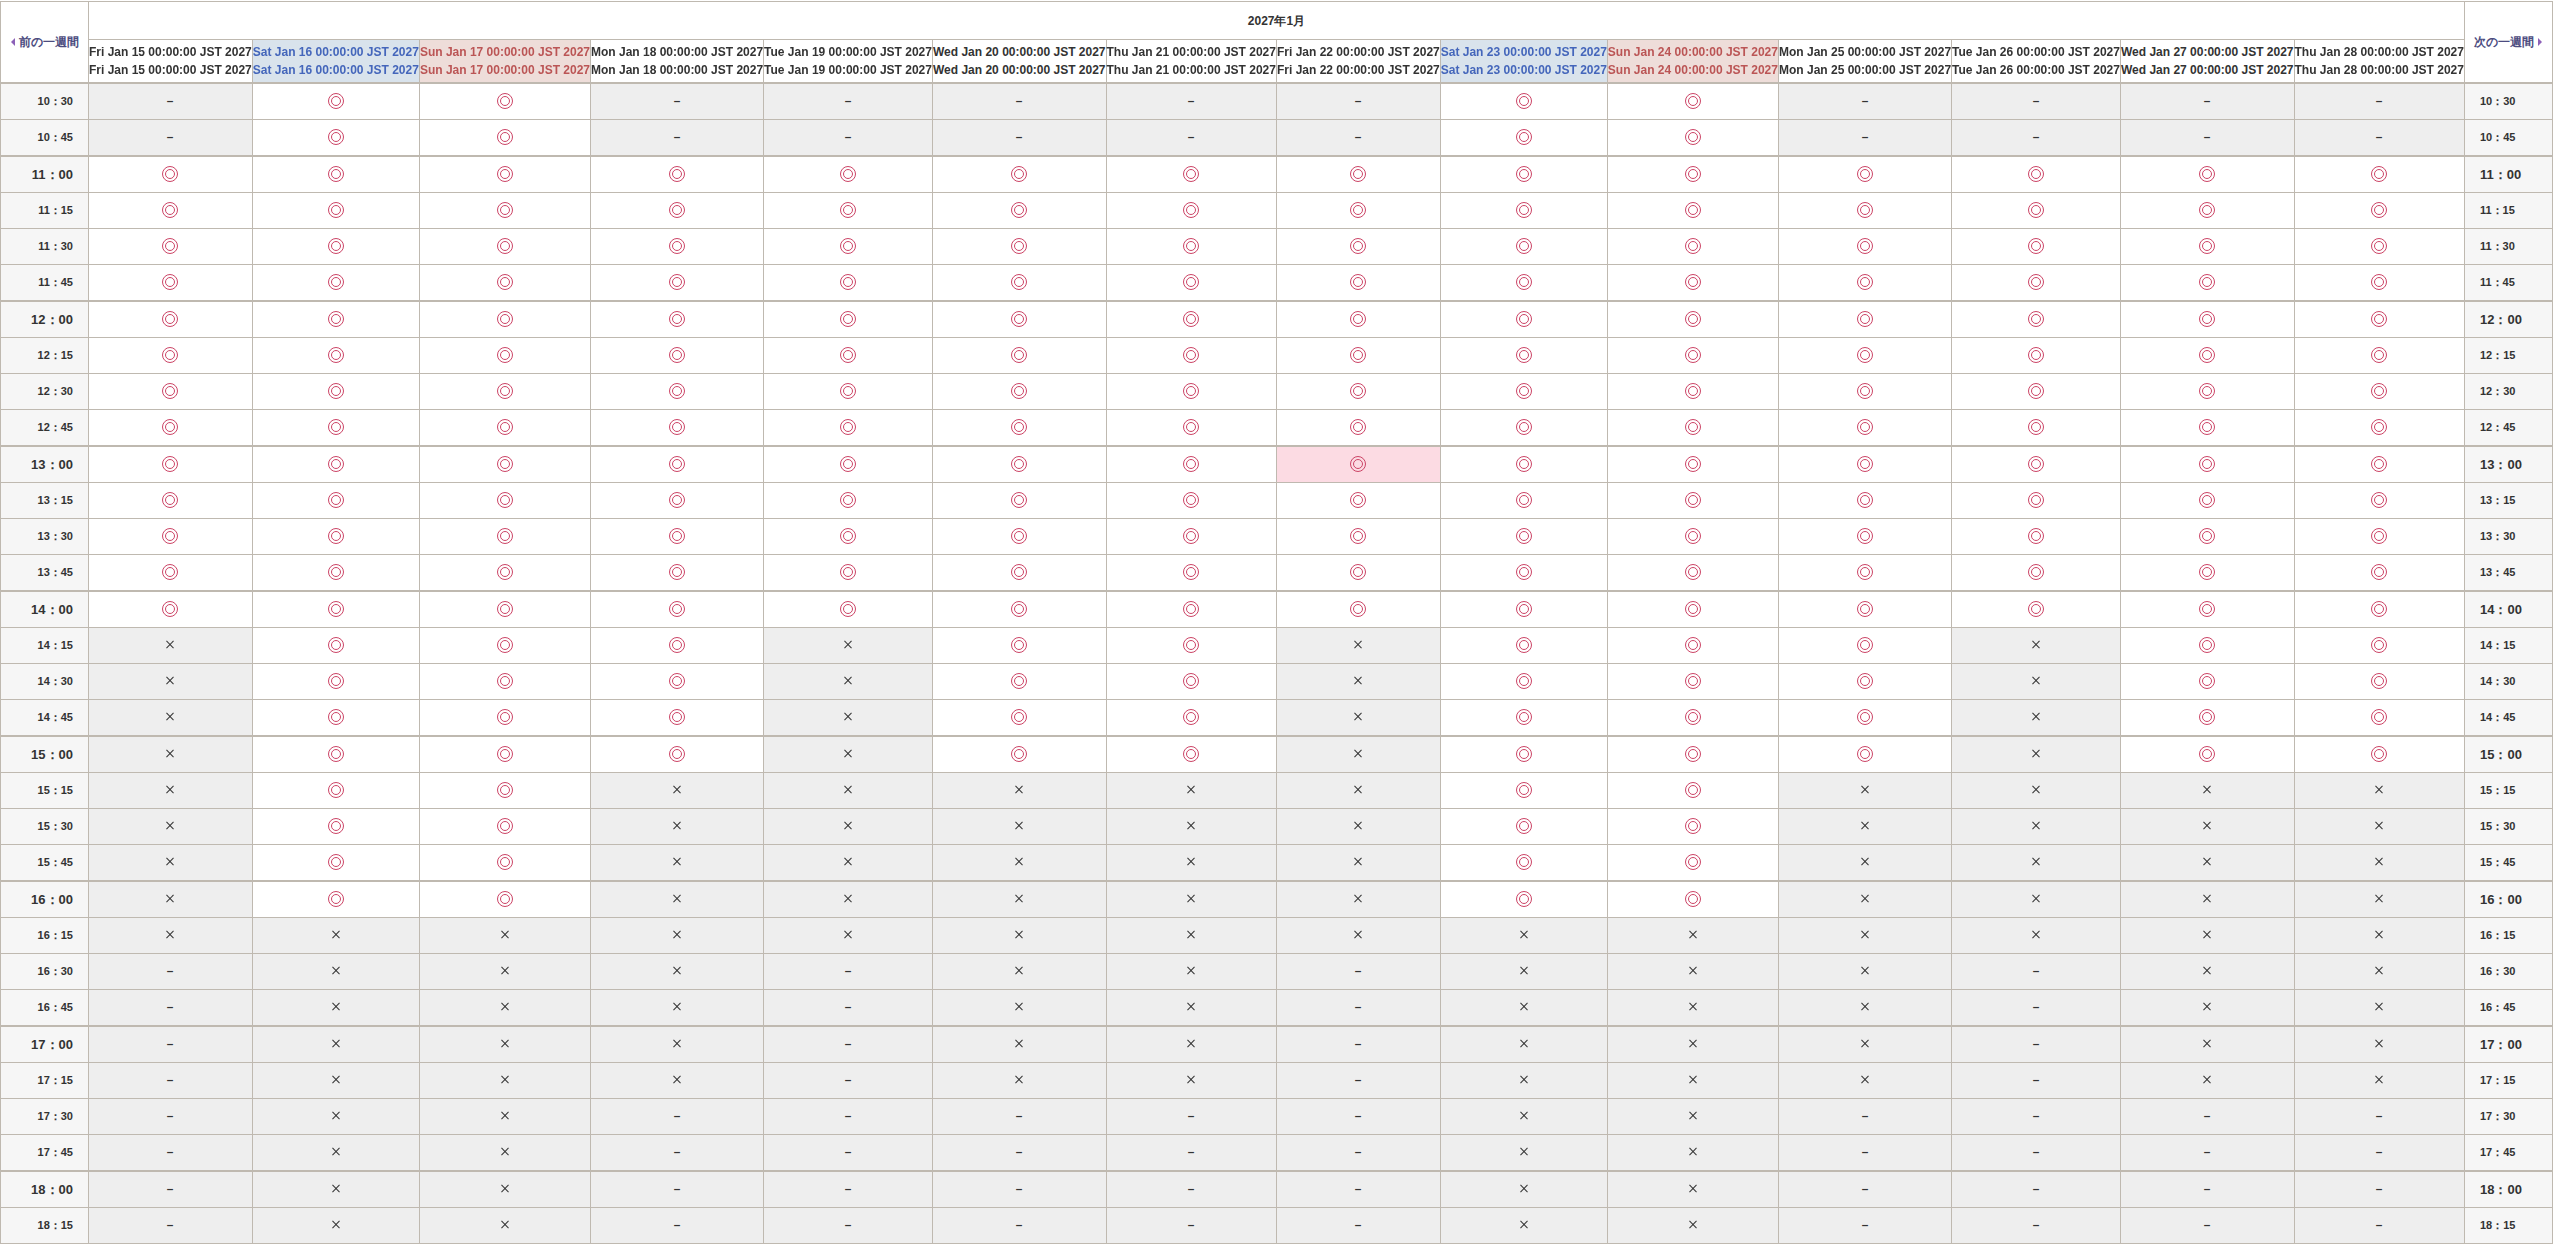 2027年1月
前の一週間
次の一週間
Fri Jan 15 00:00:00 JST 2027 Sat Jan 16 00:00:00 JST 2027 Sun Jan 17 00:00:00 JST 2027 Mon Jan 18 00:00:00 JST 2027 Tue Jan 19 00:00:00 JST 2027 Wed Jan 20 00:00:00 JST 2027 Thu Jan 21 00:00:00 JST 2027 Fri Jan 22 00:00:00 JST 2027 Sat Jan 23 00:00:00 JST 2027 Sun Jan 24 00:00:00 JST 2027 Mon Jan 25 00:00:00 JST 2027 Tue Jan 26 00:00:00 JST 2027 Wed Jan 27 00:00:00 JST 2027 Thu Jan 28 00:00:00 JST 2027
Fri Jan 15 00:00:00 JST 2027 Sat Jan 16 00:00:00 JST 2027 Sun Jan 17 00:00:00 JST 2027 Mon Jan 18 00:00:00 JST 2027 Tue Jan 19 00:00:00 JST 2027 Wed Jan 20 00:00:00 JST 2027 Thu Jan 21 00:00:00 JST 2027 Fri Jan 22 00:00:00 JST 2027 Sat Jan 23 00:00:00 JST 2027 Sun Jan 24 00:00:00 JST 2027 Mon Jan 25 00:00:00 JST 2027 Tue Jan 26 00:00:00 JST 2027 Wed Jan 27 00:00:00 JST 2027 Thu Jan 28 00:00:00 JST 2027
10：30 － ◎ ◎ － － － － － ◎ ◎ － － － － 10：30
10：45 － ◎ ◎ － － － － － ◎ ◎ － － － － 10：45
11：00 ◎ ◎ ◎ ◎ ◎ ◎ ◎ ◎ ◎ ◎ ◎ ◎ ◎ ◎ 11：00
11：15 ◎ ◎ ◎ ◎ ◎ ◎ ◎ ◎ ◎ ◎ ◎ ◎ ◎ ◎ 11：15
11：30 ◎ ◎ ◎ ◎ ◎ ◎ ◎ ◎ ◎ ◎ ◎ ◎ ◎ ◎ 11：30
11：45 ◎ ◎ ◎ ◎ ◎ ◎ ◎ ◎ ◎ ◎ ◎ ◎ ◎ ◎ 11：45
12：00 ◎ ◎ ◎ ◎ ◎ ◎ ◎ ◎ ◎ ◎ ◎ ◎ ◎ ◎ 12：00
12：15 ◎ ◎ ◎ ◎ ◎ ◎ ◎ ◎ ◎ ◎ ◎ ◎ ◎ ◎ 12：15
12：30 ◎ ◎ ◎ ◎ ◎ ◎ ◎ ◎ ◎ ◎ ◎ ◎ ◎ ◎ 12：30
12：45 ◎ ◎ ◎ ◎ ◎ ◎ ◎ ◎ ◎ ◎ ◎ ◎ ◎ ◎ 12：45
13：00 ◎ ◎ ◎ ◎ ◎ ◎ ◎ ◎ ◎ ◎ ◎ ◎ ◎ ◎ 13：00
13：15 ◎ ◎ ◎ ◎ ◎ ◎ ◎ ◎ ◎ ◎ ◎ ◎ ◎ ◎ 13：15
13：30 ◎ ◎ ◎ ◎ ◎ ◎ ◎ ◎ ◎ ◎ ◎ ◎ ◎ ◎ 13：30
13：45 ◎ ◎ ◎ ◎ ◎ ◎ ◎ ◎ ◎ ◎ ◎ ◎ ◎ ◎ 13：45
14：00 ◎ ◎ ◎ ◎ ◎ ◎ ◎ ◎ ◎ ◎ ◎ ◎ ◎ ◎ 14：00
14：15 × ◎ ◎ ◎ × ◎ ◎ × ◎ ◎ ◎ × ◎ ◎ 14：15
14：30 × ◎ ◎ ◎ × ◎ ◎ × ◎ ◎ ◎ × ◎ ◎ 14：30
14：45 × ◎ ◎ ◎ × ◎ ◎ × ◎ ◎ ◎ × ◎ ◎ 14：45
15：00 × ◎ ◎ ◎ × ◎ ◎ × ◎ ◎ ◎ × ◎ ◎ 15：00
15：15 × ◎ ◎ × × × × × ◎ ◎ × × × × 15：15
15：30 × ◎ ◎ × × × × × ◎ ◎ × × × × 15：30
15：45 × ◎ ◎ × × × × × ◎ ◎ × × × × 15：45
16：00 × ◎ ◎ × × × × × ◎ ◎ × × × × 16：00
16：15 × × × × × × × × × × × × × × 16：15
16：30 － × × × － × × － × × × － × × 16：30
16：45 － × × × － × × － × × × － × × 16：45
17：00 － × × × － × × － × × × － × × 17：00
17：15 － × × × － × × － × × × － × × 17：15
17：30 － × × － － － － － × × － － － － 17：30
17：45 － × × － － － － － × × － － － － 17：45
18：00 － × × － － － － － × × － － － － 18：00
18：15 － × × － － － － － × × － － － － 18：15